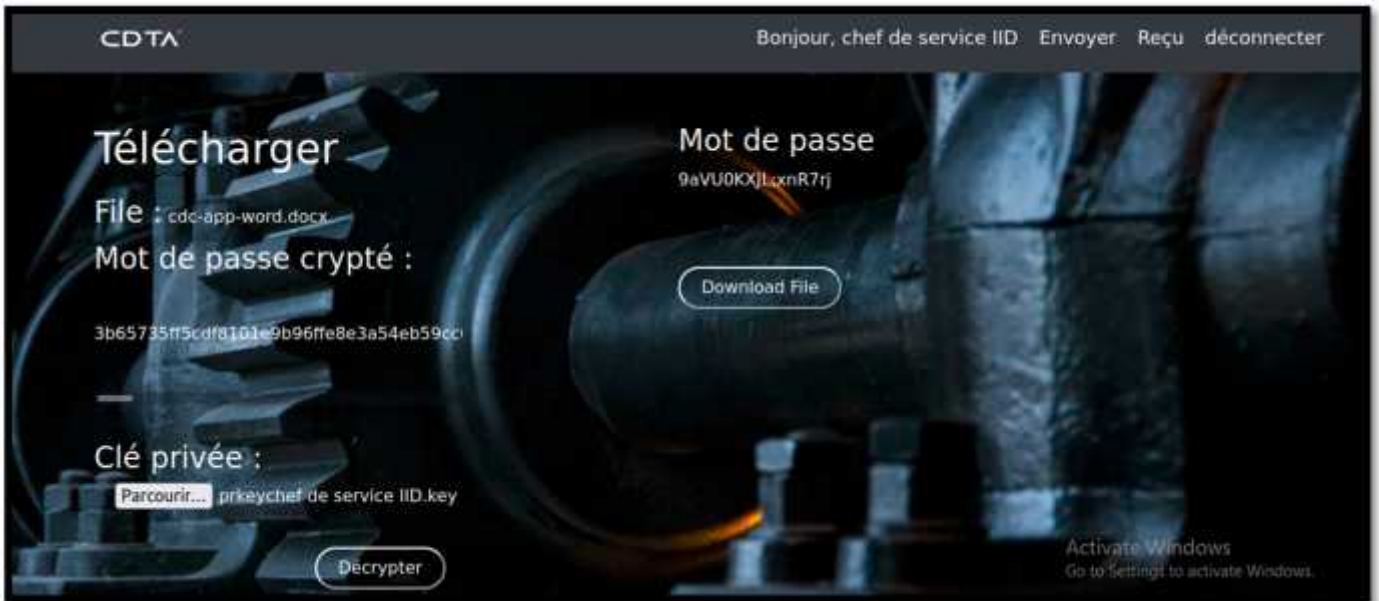 CDTA
Bonjour, chef de service IID Envoyer Reçu déconnecter
Télécharger
File : cdc-app-word.docx
Mot de passe crypté :
3b65735ff5cdf8101e9b96ffe8e3a54eb59cc
Clé privée :
Parcourir... prkeychef de service IID.key
Décrypter
Mot de passe
Download File
Activate Windows
Go to Settings to activate Windows.